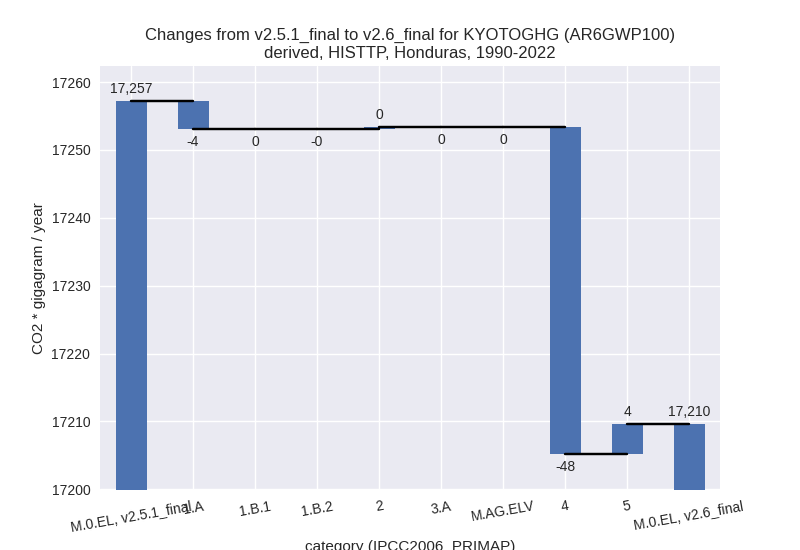 Changes from v2.5.1_final to v2.6_final for KYOTOGHG (AR6GWP100)
derived, HISTTP, Honduras, 1990-2022
17260
17,257
0
17250
-4
0
-0
0
0
17240
CO2 * gigagram / year
17230
17220
17210
4
17,210
-48
17200
M.0.EL, v2.5.1_final
1.A
1.B.1
1.B.2
2
3.A
M.AG.ELV
4
5
M.0.EL, v2.6_final
category (IPCC2006_PRIMAP)